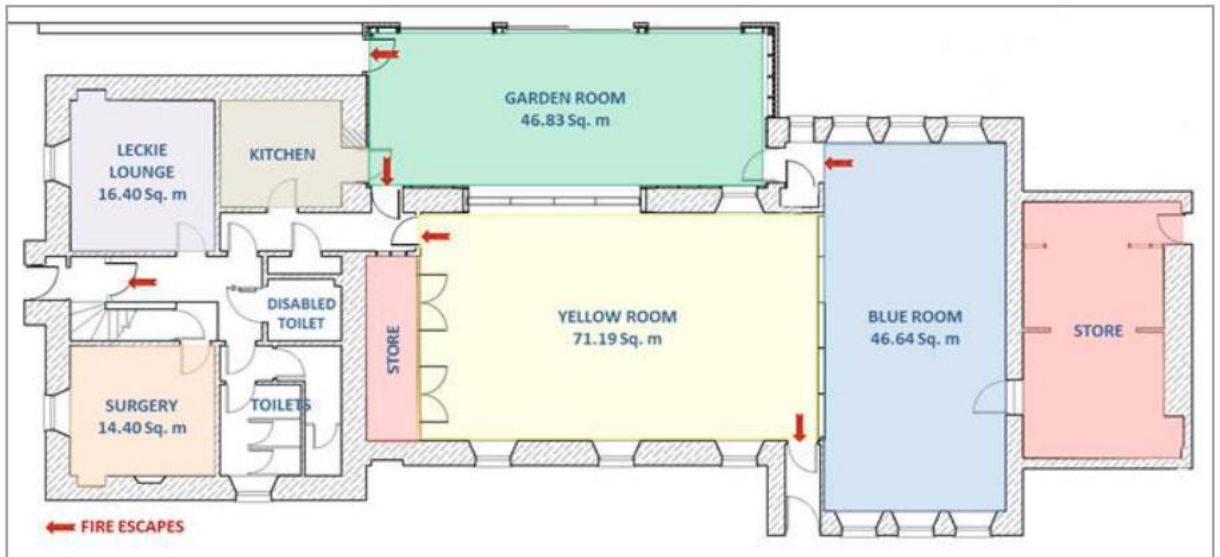 GARDEN ROOM
46.83 Sq. m
LECKIE
LOUNGE
16.40 Sq. m
KITCHEN
DISABLED
TOILET
STORE
YELLOW ROOM
71.19 Sq. m
BLUE ROOM
46.64 Sq. m
STORE
SURGERY
14.40 Sq. m
TOILETS
FIRE ESCAPES